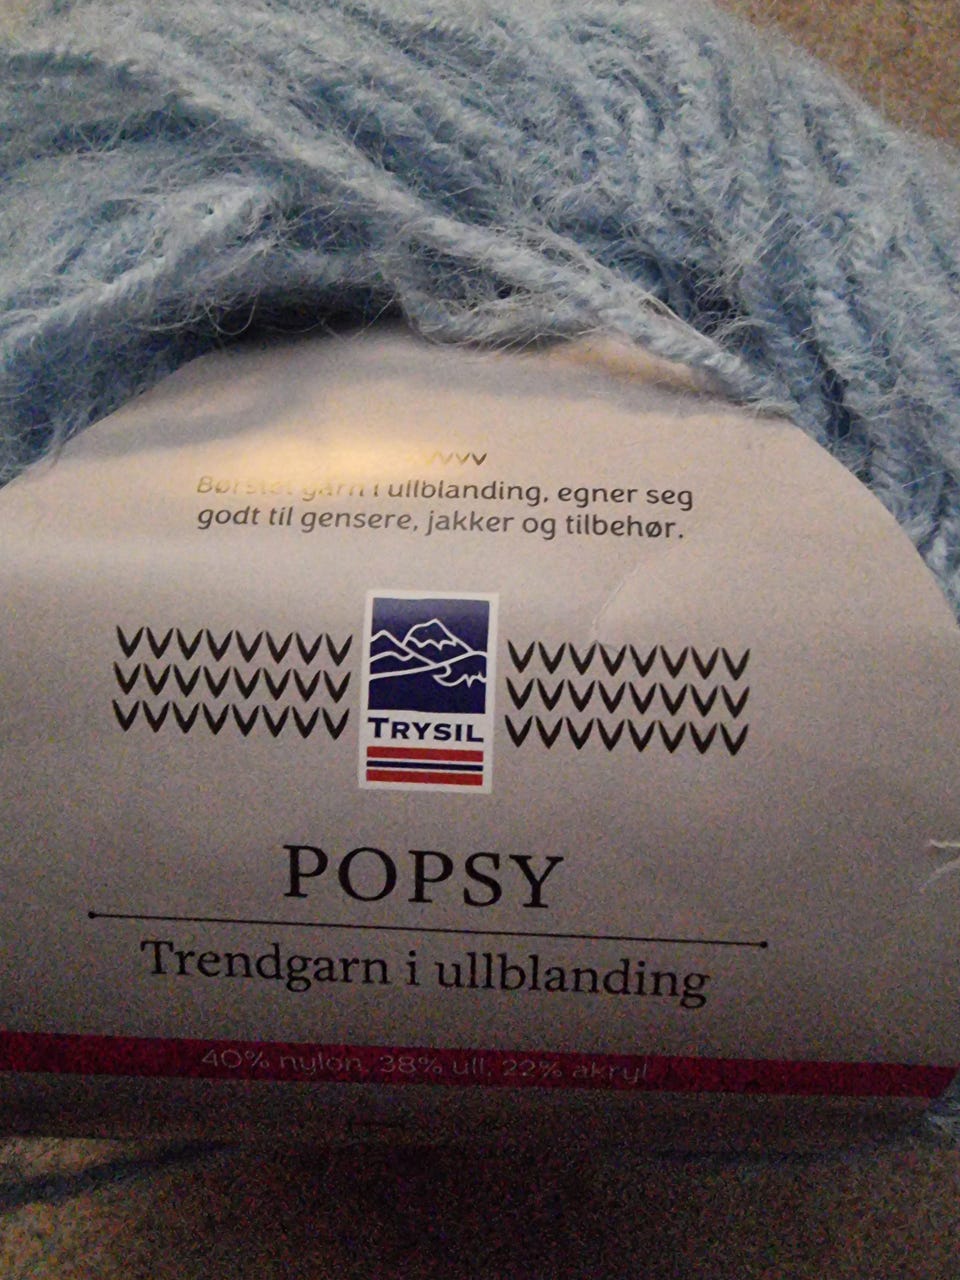 Børstet garn i ullblanding, egner seg
godt til gensere, jakker og tilbehør.
TRYSIL
POPSY
Trendgarn i ullblanding
40% nylon, 38% ull, 22% akryl